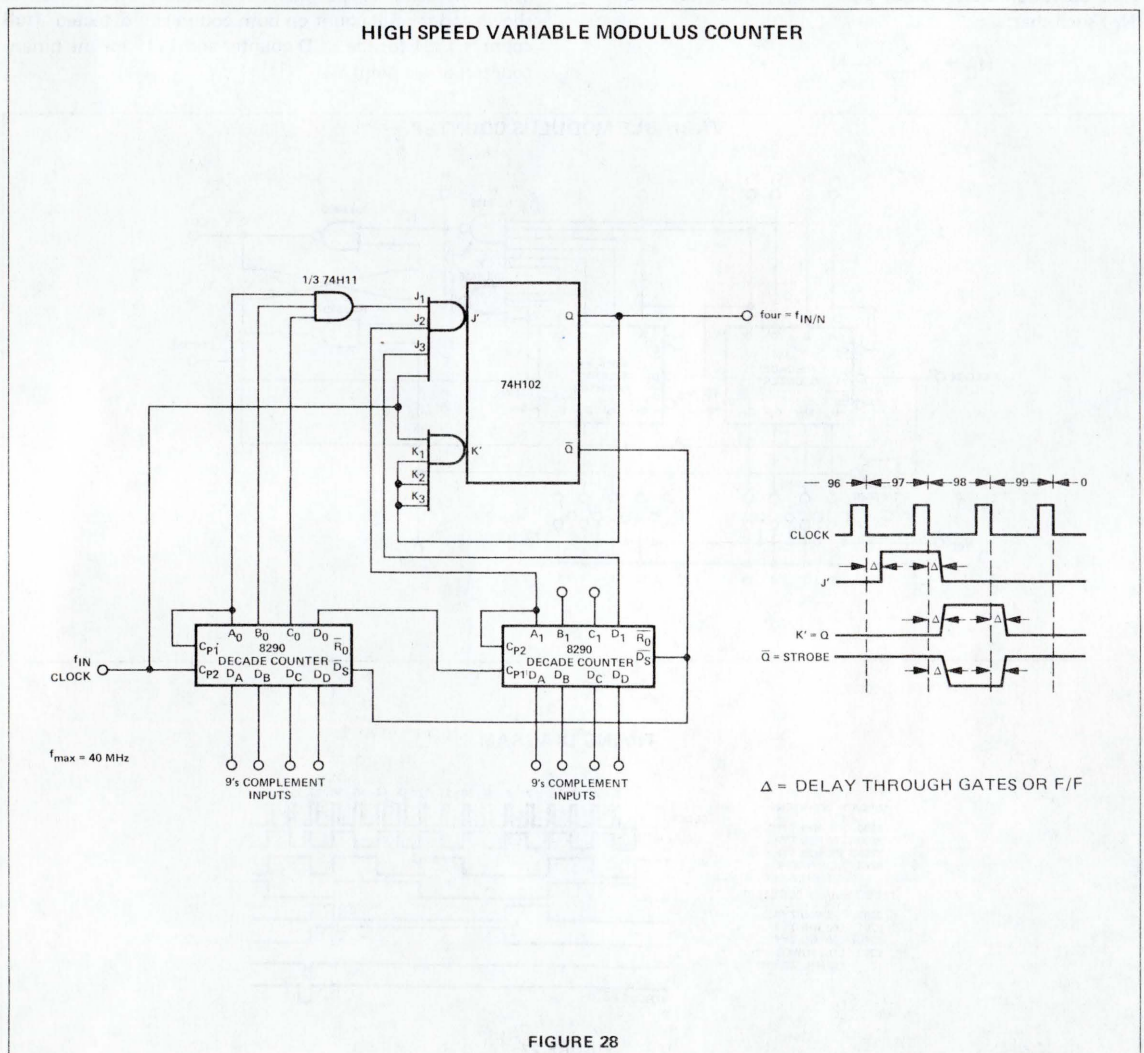 HIGH SPEED VARIABLE MODULUS COUNTER
1/3 74H11
J1
J2
J3
J'
Q
four = fIN/N
74H102
K1
K2
K3
K'
Q̅
96 97 98 99 0
CLOCK
J'
K' = Q
Q̅ = STROBE
Δ Δ
Δ
Δ
Δ = DELAY THROUGH GATES OR F/F
A0 B0 C0 D0
CP1 8290 R̅0
DECADE COUNTER D̅S
CP2 DA DB DC DD
fIN
CLOCK
A1 B1 C1 D1
CP2 8290 R̅0
DECADE COUNTER D̅S
CP1 DA DB DC DD
fmax = 40 MHz
9's COMPLEMENT
INPUTS
9's COMPLEMENT
INPUTS
FIGURE 28